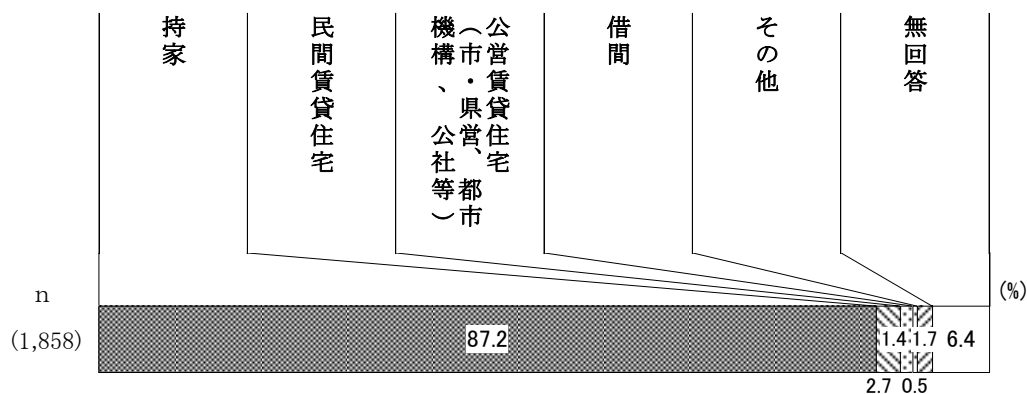 持家
民間賃貸住宅
公営賃貸住宅
（市・県営、都市
機構、公社等）
借間
その他
無回答
(%)
n
(1,858)
87.2
1.4
1.7
6.4
2.7
0.5